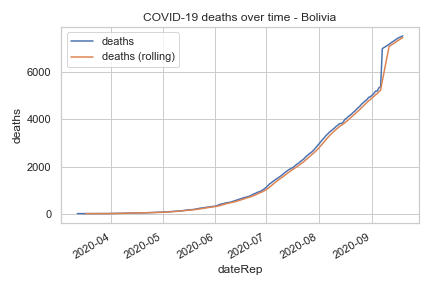 COVID-19 deaths over time - Bolivia
deaths
deaths (rolling)
6000
4000
2000
0
deaths
2020-04
2020-05
2020-06
2020-07
2020-08
2020-09
dateRep